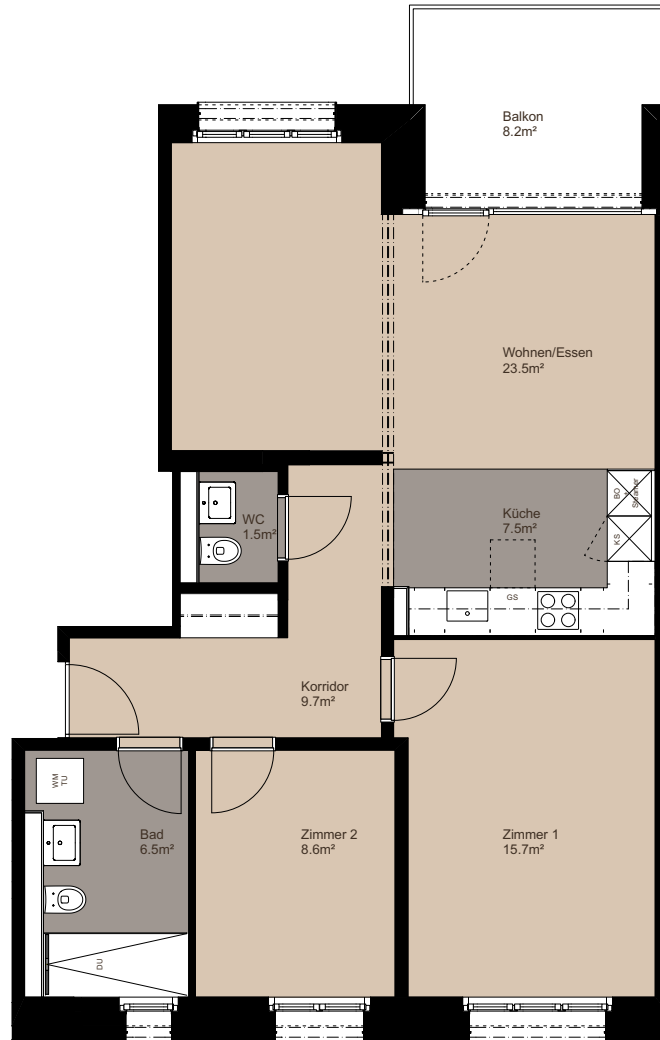 Balkon
8.2m²
Wohnen/Essen
23.5m²
BO
+
Steamer
Küche
7.5m²
KS
GS
WC
1.5m²
Korridor
9.7m²
WM
TU
Bad
6.5m²
Zimmer 2
8.6m²
Zimmer 1
15.7m²
DU